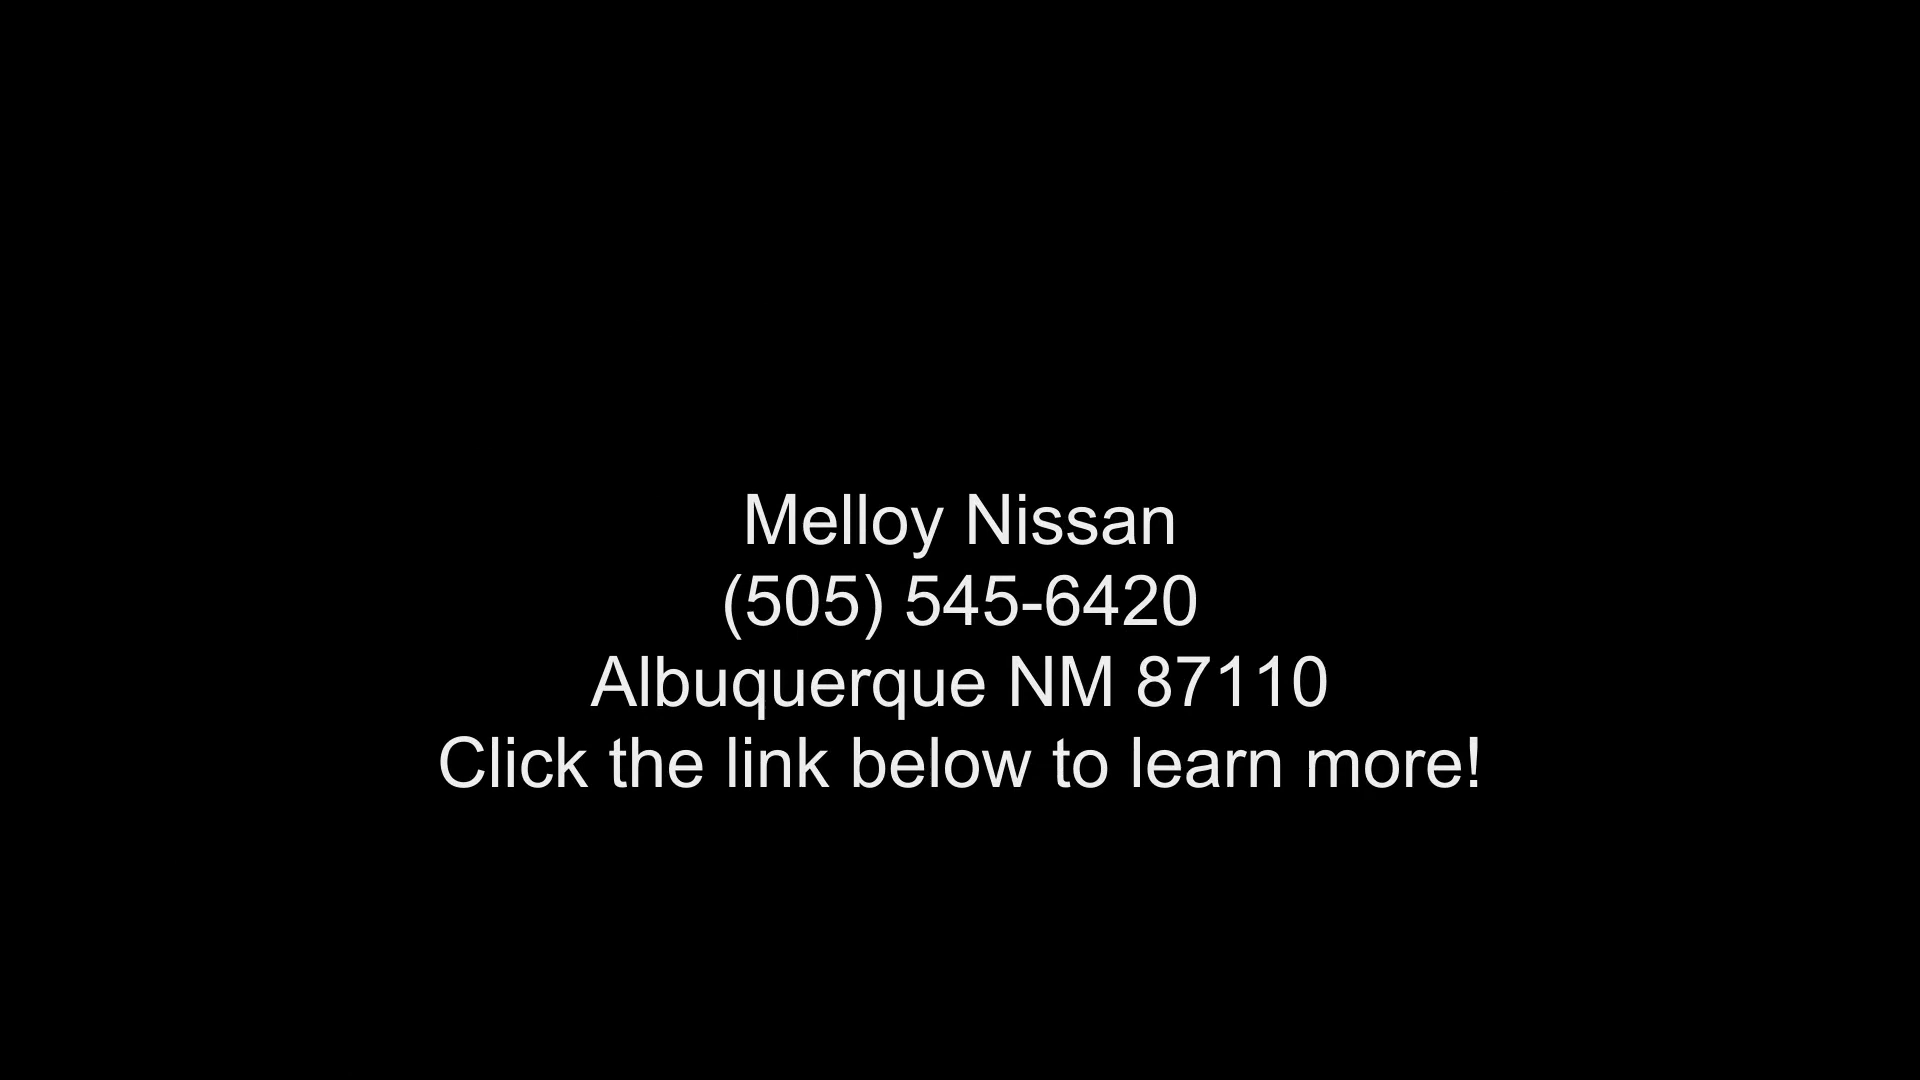 Melloy Nissan
(505) 545-6420
Albuquerque NM 87110
Click the link below to learn more!